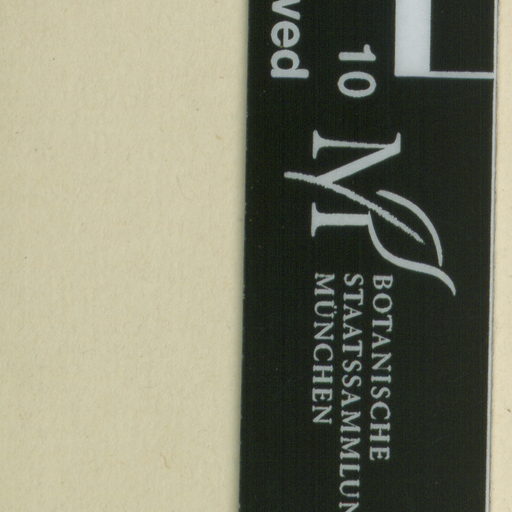 ved
10
BOTANISCHE
STAATSSAMMLUN
MÜNCHEN